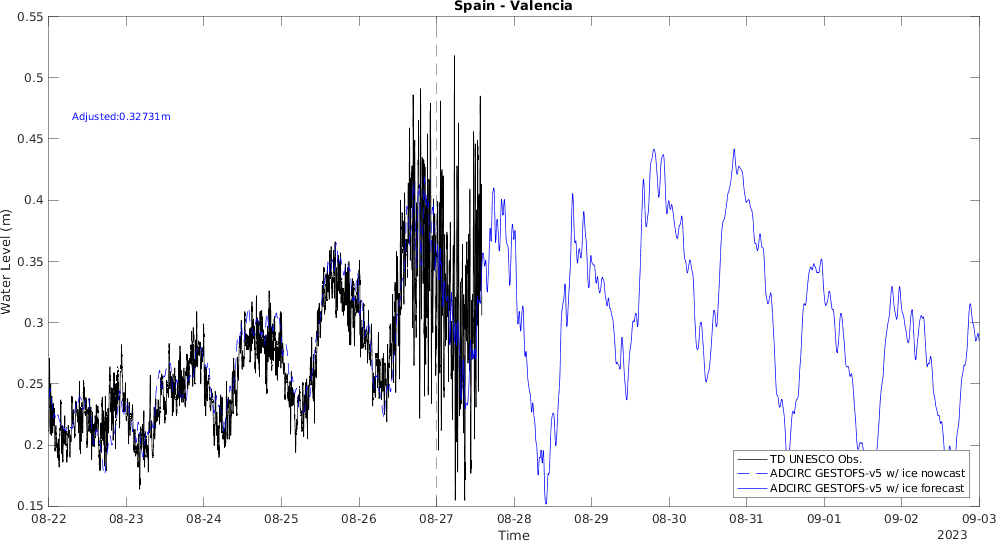 Spain - Valencia
0.55
0.5
0.45
0.4
0.35
0.3
0.25
0.2
0.15
Water Level (m)
Adjusted:0.32731m
TD UNESCO Obs.
ADCIRC GESTOFS-v5 w/ ice nowcast
ADCIRC GESTOFS-v5 w/ ice forecast
08-22 08-23 08-24 08-25 08-26 08-27 08-28 08-29 08-30 08-31 09-01 09-02 09-03
Time
2023